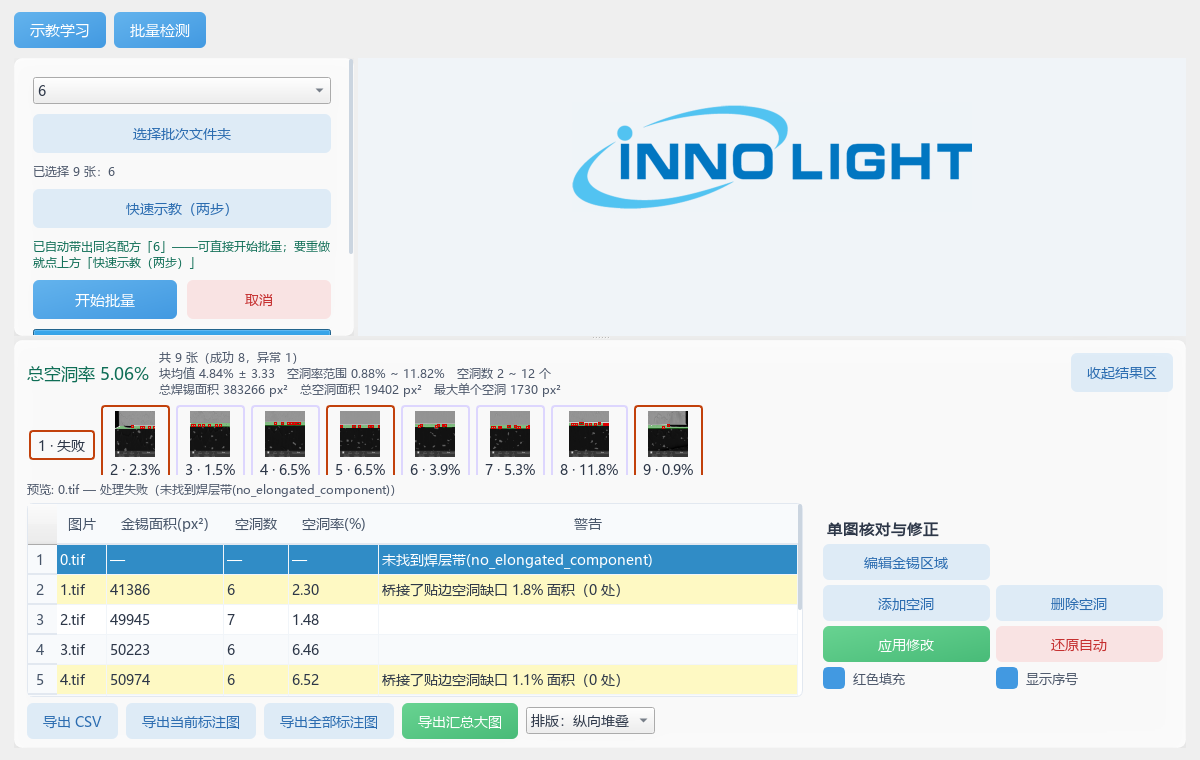 示教学习 批量检测
6
选择批次文件夹
已选择 9 张：6
快速示教（两步）
已自动带出同名配方「6」——可直接开始批量；要重做
就点上方「快速示教（两步）」
开始批量 取消
INNO LIGHT
总空洞率 5.06%
共 9 张（成功 8，异常 1）
块均值 4.84% ± 3.33 空洞率范围 0.88% ~ 11.82% 空洞数 2 ~ 12 个
总焊锡面积 383266 px² 总空洞面积 19402 px² 最大单个空洞 1730 px²
收起结果区
1 · 失败 2 · 2.3% 3 · 1.5% 4 · 6.5% 5 · 6.5% 6 · 3.9% 7 · 5.3% 8 · 11.8% 9 · 0.9%
预览: 0.tif — 处理失败（未找到焊层带(no_elongated_component)）
图片 金锡面积(px²) 空洞数 空洞率(%) 警告
1 0.tif — — — 未找到焊层带(no_elongated_component)
2 1.tif 41386 6 2.30 桥接了贴边空洞缺口 1.8% 面积（0 处）
3 2.tif 49945 7 1.48
4 3.tif 50223 6 6.46
5 4.tif 50974 6 6.52 桥接了贴边空洞缺口 1.1% 面积（0 处）
单图核对与修正
编辑金锡区域
添加空洞 删除空洞
应用修改 还原自动
红色填充 显示序号
导出 CSV 导出当前标注图 导出全部标注图 导出汇总大图 排版：纵向堆叠